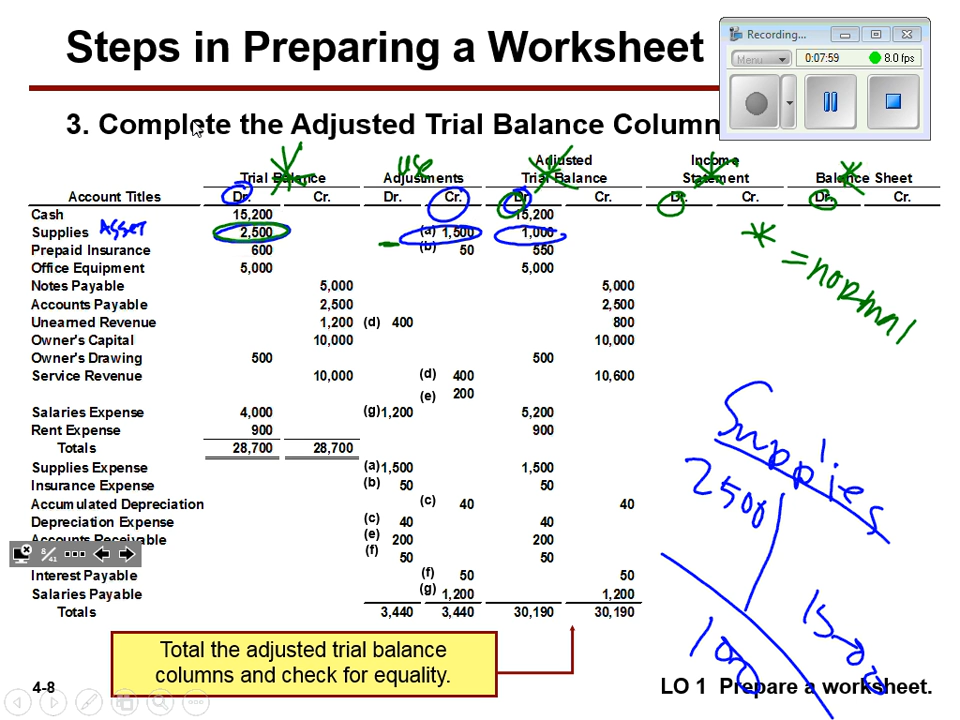 Steps in Preparing a Worksheet
Recording...
Menu
0:07:59
8.0 fps
3. Complete the Adjusted Trial Balance Column
use
Adjusted Income
Trial Balance Adjustments Trial Balance Statement Balance Sheet
Account Titles Dr. Cr. Dr. Cr. Dr. Cr. Dr. Cr. Dr. Cr.
Cash 15,200 15,200
Supplies Asset 2,500 (a) 1,500 1,000
Prepaid Insurance 600 (b) 50 550
Office Equipment 5,000 5,000
Notes Payable 5,000 5,000
Accounts Payable 2,500 2,500
Unearned Revenue 1,200 (d) 400 800
Owner's Capital 10,000 10,000
Owner's Drawing 500 500
Service Revenue 10,000 (d) 400 10,600
(e) 200
Salaries Expense 4,000 (g) 1,200 5,200
Rent Expense 900 900
Totals 28,700 28,700
Supplies Expense (a) 1,500 1,500
Insurance Expense (b) 50 50
Accumulated Depreciation (c) 40 40
Depreciation Expense (c) 40 40
Accounts Receivable (e) 200 200
(f) 50 50
Interest Payable (f) 50 50
Salaries Payable (g) 1,200 1,200
Totals 3,440 3,440 30,190 30,190
* = normal
Supplies
2500
1500
8/41
Total the adjusted trial balance
columns and check for equality.
4-8
LO 1 Prepare a worksheet.